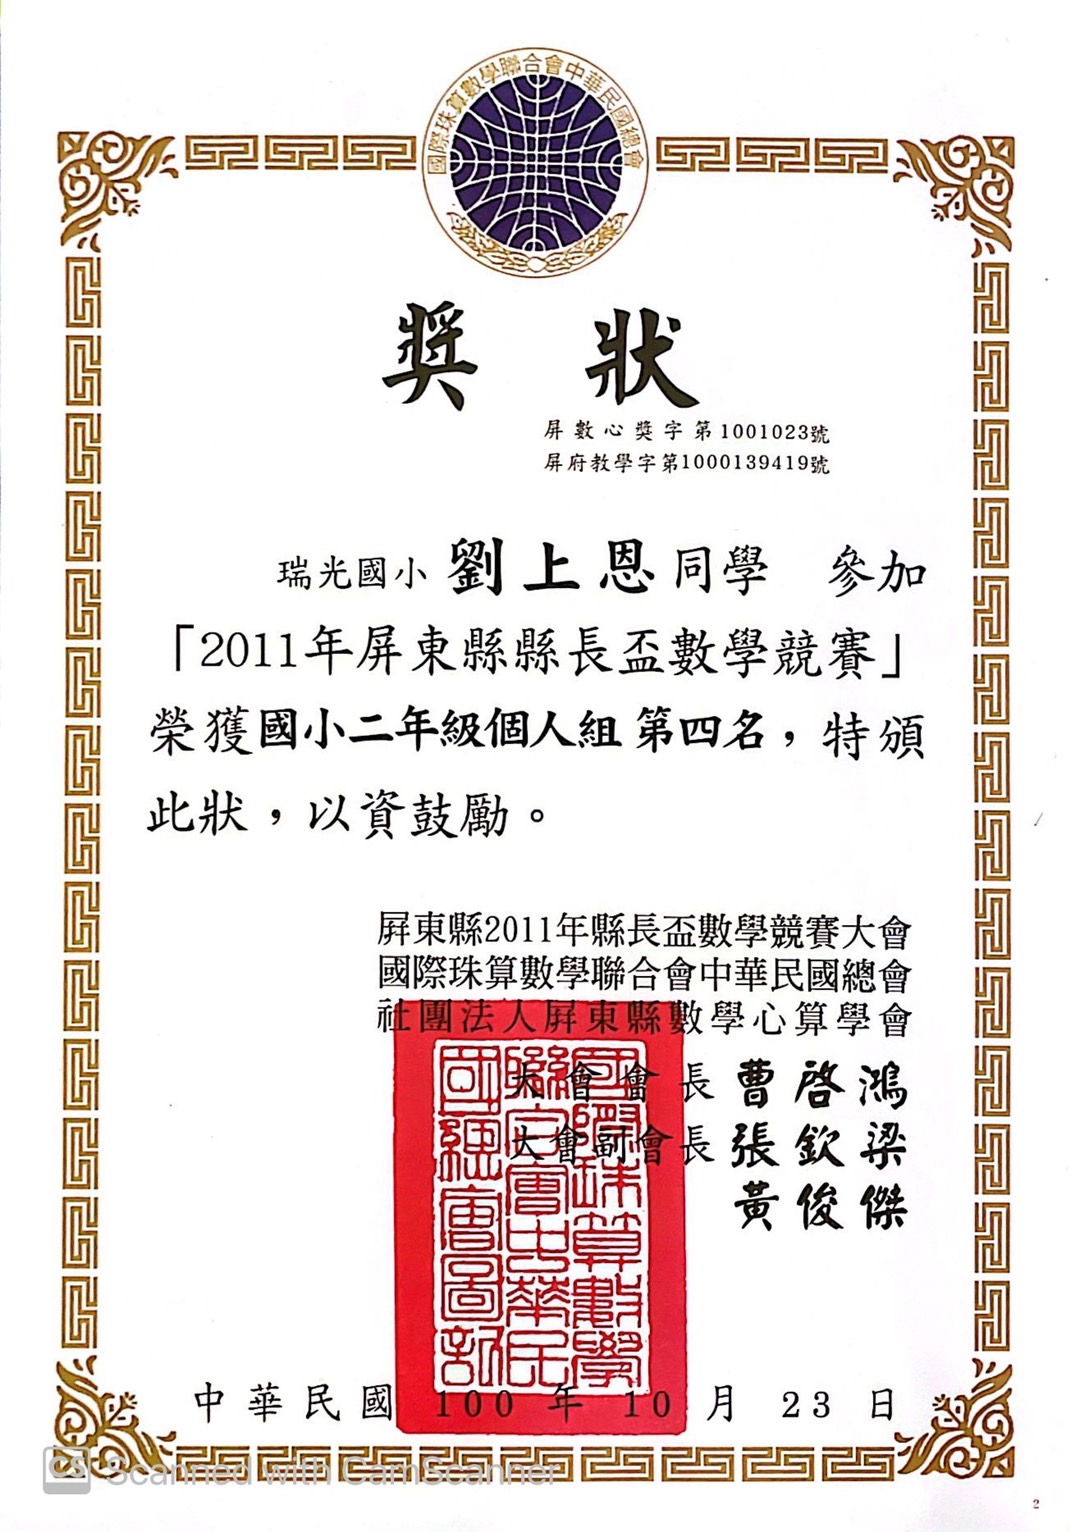 國際珠算數學聯合會中華民國總會
獎狀
屏數心獎字第1001023號
屏府教學字第1000139419號
瑞光國小 劉上恩 同學 參加
「2011年屏東縣縣長盃數學競賽」
榮獲國小二年級個人組 第四名，特頒
此狀，以資鼓勵。
屏東縣2011年縣長盃數學競賽大會
國際珠算數學聯合會中華民國總會
社團法人屏東縣數學心算學會
大會會長 曹啓鴻
大會副會長 張欽梁
黃俊傑
國際珠算數學
聯合會中華民
國總會圖記
中華民國 100 年 10 月 23 日
CS Scanned with CamScanner
2